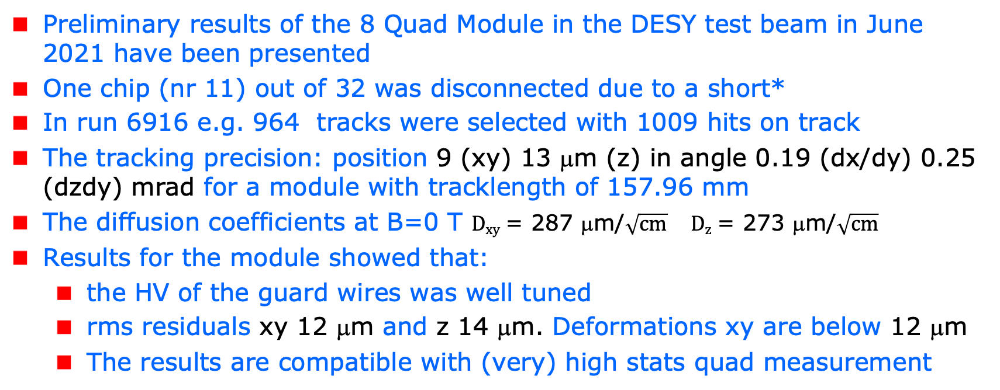 Preliminary results of the 8 Quad Module in the DESY test beam in June
2021 have been presented
One chip (nr 11) out of 32 was disconnected due to a short*
In run 6916 e.g. 964  tracks were selected with 1009 hits on track
The tracking precision: position 9 (xy) 13 μm (z) in angle 0.19 (dx/dy) 0.25
(dzdy) mrad for a module with tracklength of 157.96 mm
The diffusion coefficients at B=0 T D_xy = 287 μm/√cm   D_z = 273 μm/√cm
Results for the module showed that:
the HV of the guard wires was well tuned
rms residuals xy 12 μm and z 14 μm. Deformations xy are below 12 μm
The results are compatible with (very) high stats quad measurement